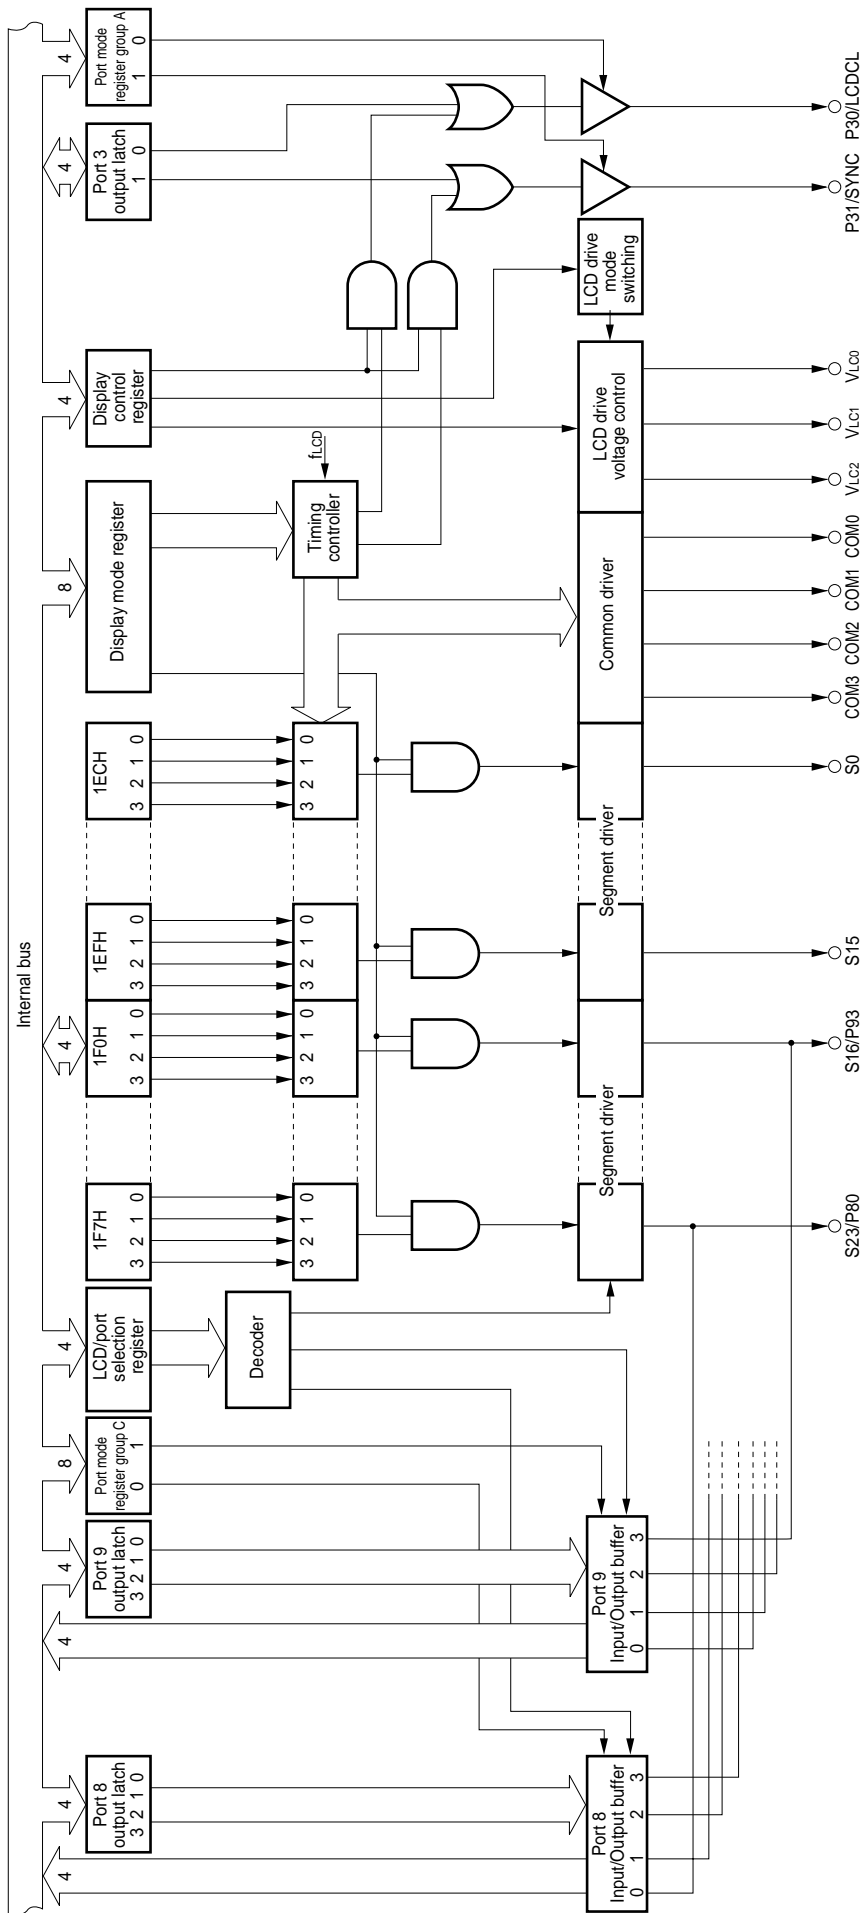 Internal bus
4
8
4
4
4
4
8
4
4
4
4
Port 8
output latch
3 2 1 0
Port 9
output latch
3 2 1 0
Port mode
register group C
0 1
LCD/port
selection
register
1F7H
3 2 1 0
1F0H
3 2 1 0
1EFH
3 2 1 0
1ECH
3 2 1 0
Display mode register
Display
control
register
Port 3
output latch
1 0
Port mode
register group A
1 0
Decoder
3 2 1 0
3 2 1 0
3 2 1 0
3 2 1 0
fLCD
Timing
controller
Port 8
Input/Output buffer
0 1 2 3
Port 9
Input/Output buffer
0 1 2 3
Segment driver
Segment driver
Common driver
LCD drive
voltage control
LCD drive
mode
switching
S23/P80
S16/P93
S15
S0
COM3
COM2
COM1
COM0
VLC2
VLC1
VLC0
P31/SYNC
P30/LCDCL